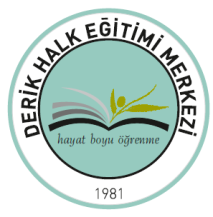 DERİK HALK EĞİTİMİ MERKEZİ
hayat boyu öğrenme
1981